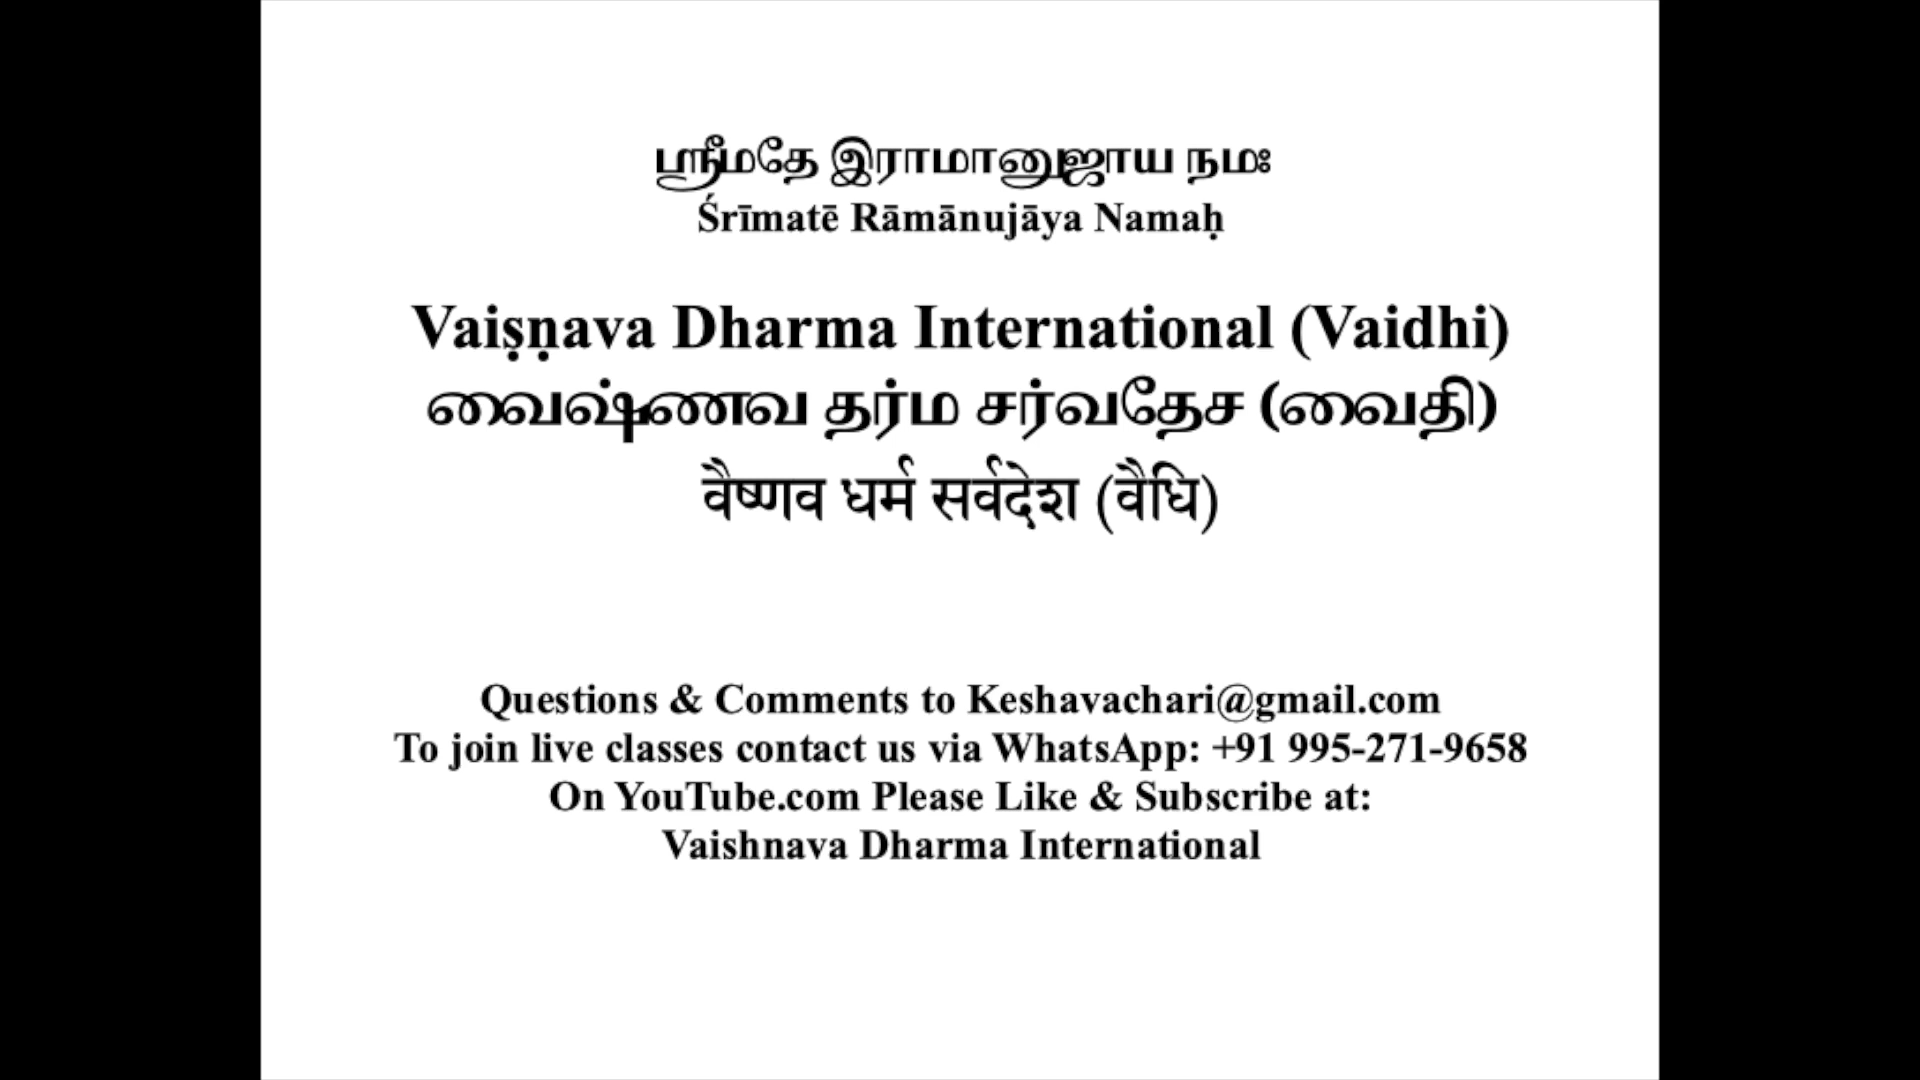 ஸ்ரீமதே இராமானுஜாய நமஃ
Śrīmatē Rāmānujāya Namaḥ
Vaiṣṇava Dharma International (Vaidhi)
வைஷ்ணவ தர்ம சர்வதேச (வைதி)
वैष्णव धर्म सर्वदेश (वैधि)
Questions & Comments to Keshavachari@gmail.com
To join live classes contact us via WhatsApp: +91 995-271-9658
On YouTube.com Please Like & Subscribe at:
Vaishnava Dharma International